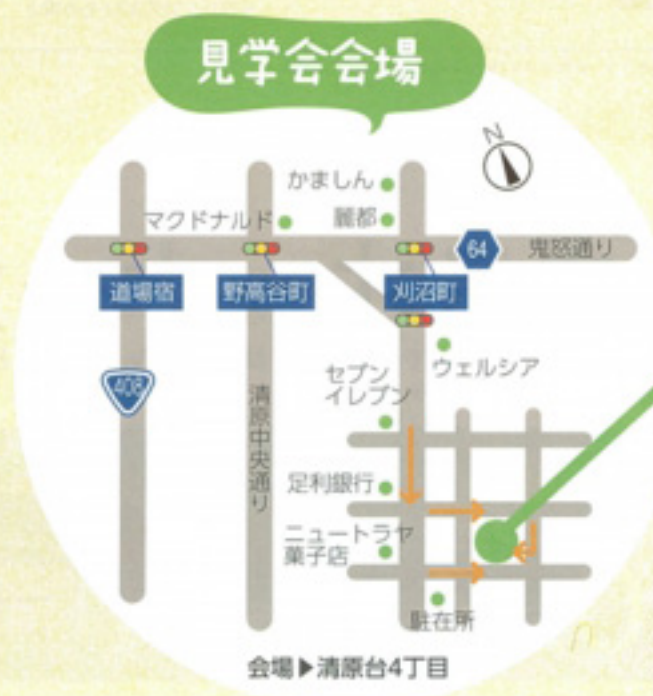 見学会会場
N
かましん
マクドナルド
麗都
64
鬼怒通り
道場宿
野高谷町
刈沼町
ウェルシア
408
セブン
イレブン
清原中央通り
足利銀行
ニュートラヤ
菓子店
駐在所
会場▶清原台4丁目